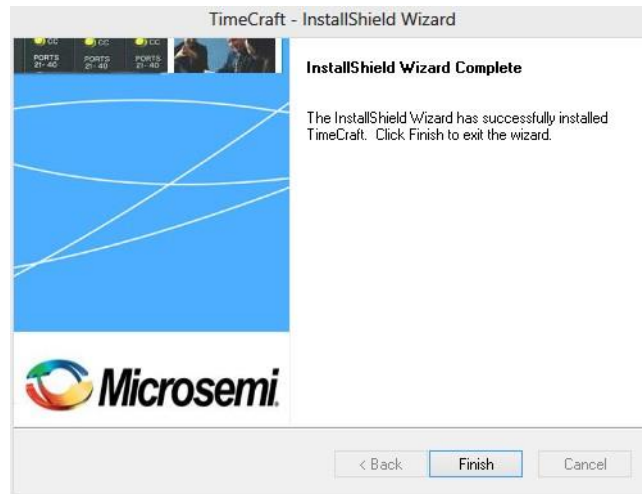 TimeCraft - InstallShield Wizard
CC CC CC
PORTS PORTS PORTS
21-40 21-40 21-40
InstallShield Wizard Complete
The InstallShield Wizard has successfully installed
TimeCraft. Click Finish to exit the wizard.
Microsemi
< Back Finish Cancel